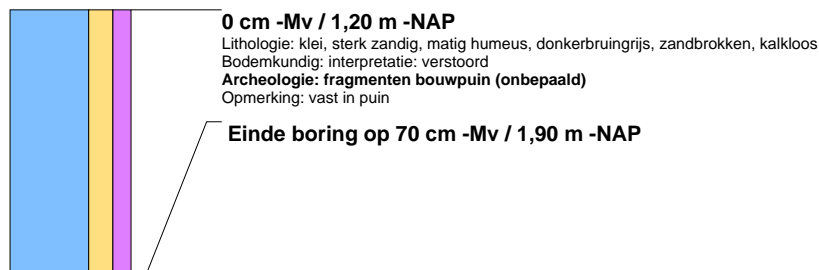 0 cm -Mv / 1,20 m -NAP
Lithologie: klei, sterk zandig, matig humeus, donkerbruingrijs, zandbrokken, kalkloos
Bodemkundig: interpretatie: verstoord
Archeologie: fragmenten bouwpuin (onbepaald)
Opmerking: vast in puin
Einde boring op 70 cm -Mv / 1,90 m -NAP